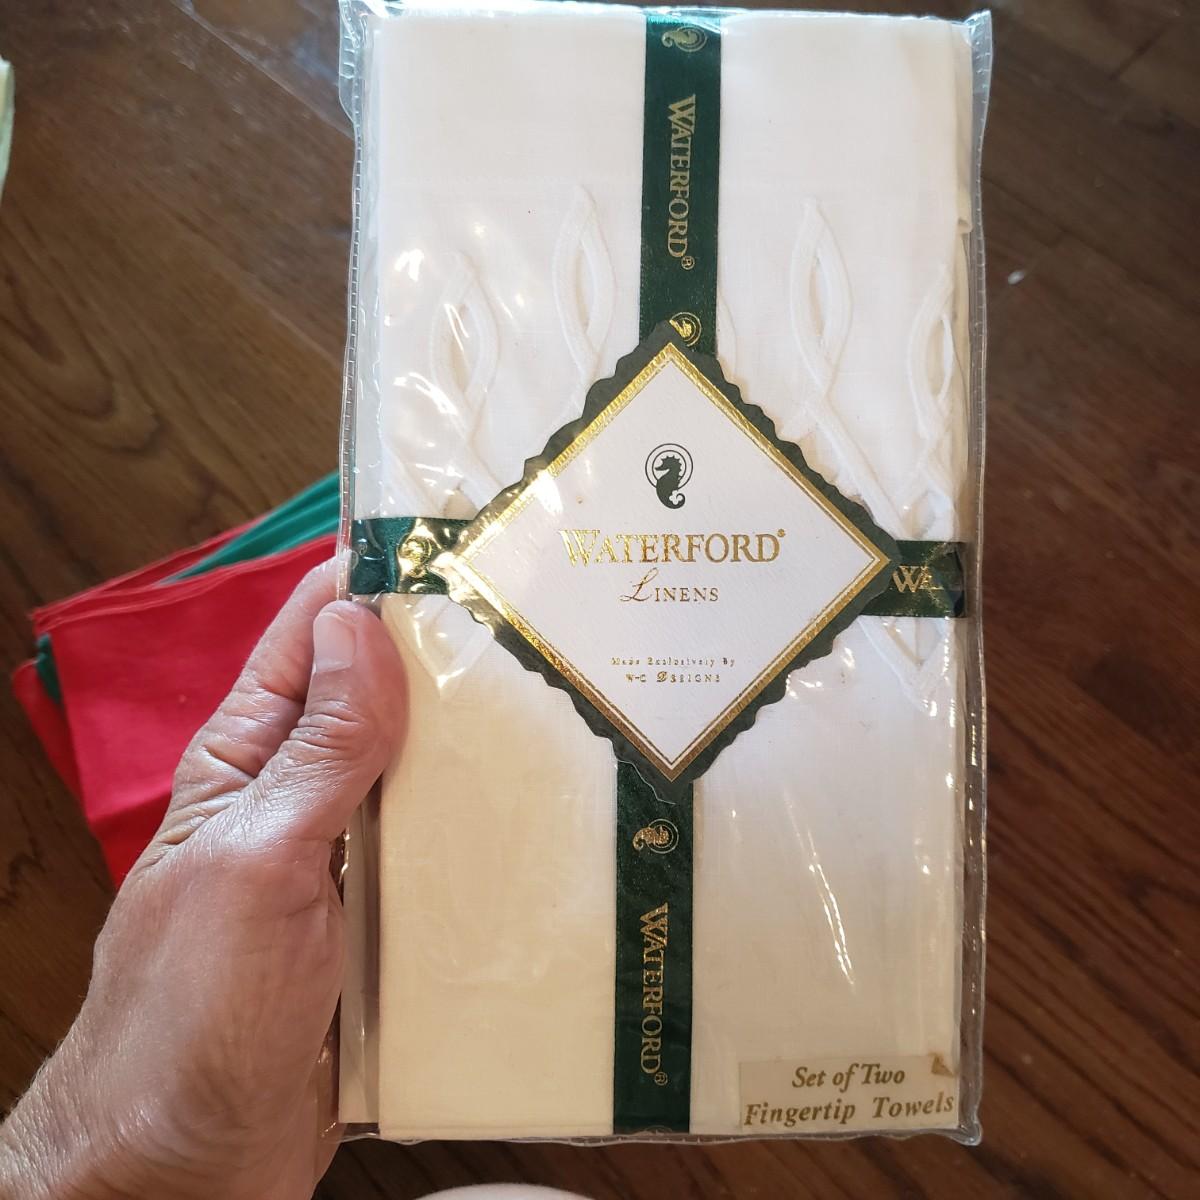 WATERFORD®
WATERFORD®
LINENS
Made Exclusively By
W-C DESIGNS
WA
WATERFORD®
Set of Two
Fingertip Towels